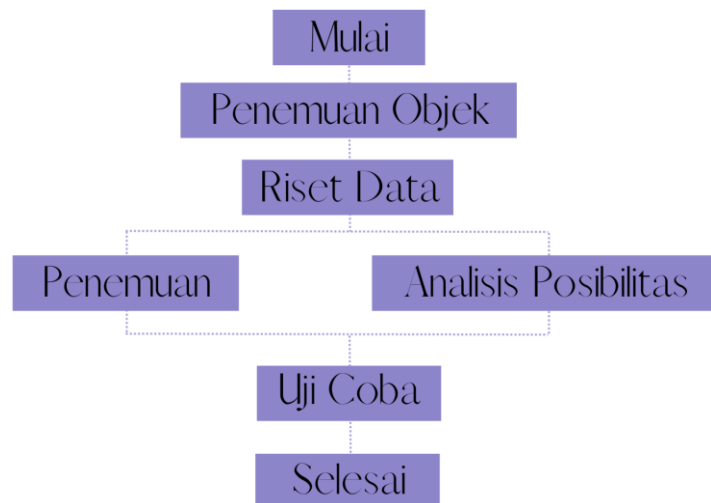 Mulai
Penemuan Objek
Riset Data
Penemuan
Analisis Posibilitas
Uji Coba
Selesai